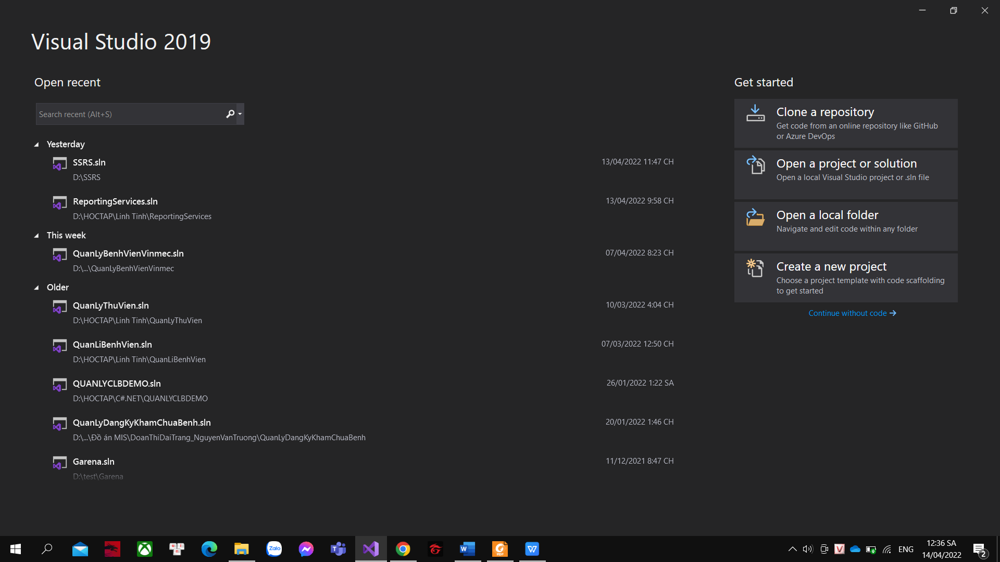 Visual Studio 2019
Open recent
Search recent (Alt+S)
Yesterday
SSRS.sln
13/04/2022 11:47 CH
D:\SSRS
ReportingServices.sln
13/04/2022 9:58 CH
D:\HOCTAP\Linh Tinh\ReportingServices
This week
QuanLyBenhVienVinmec.sln
07/04/2022 8:23 CH
D:\...\QuanLyBenhVienVinmec
Older
QuanLyThuVien.sln
10/03/2022 4:04 CH
D:\HOCTAP\Linh Tinh\QuanLyThuVien
QuanLiBenhVien.sln
07/03/2022 12:50 CH
D:\HOCTAP\Linh Tinh\QuanLiBenhVien
QUANLYCLBDEMO.sln
26/01/2022 1:22 SA
D:\HOCTAP\C#.NET\QUANLYCLBDEMO
QuanLyDangKyKhamChuaBenh.sln
20/01/2022 1:46 CH
D:\...\Đồ án MIS\DoanThiDaiTrang_NguyenVanTruong\QuanLyDangKyKhamChuaBenh
Garena.sln
11/12/2021 8:47 CH
D:\test\Garena
Get started
Clone a repository
Get code from an online repository like GitHub
or Azure DevOps
Open a project or solution
Open a local Visual Studio project or .sln file
Open a local folder
Navigate and edit code within any folder
Create a new project
Choose a project template with code scaffolding
to get started
Continue without code
Zalo
PDF
ENG
12:36 SA
14/04/2022
2